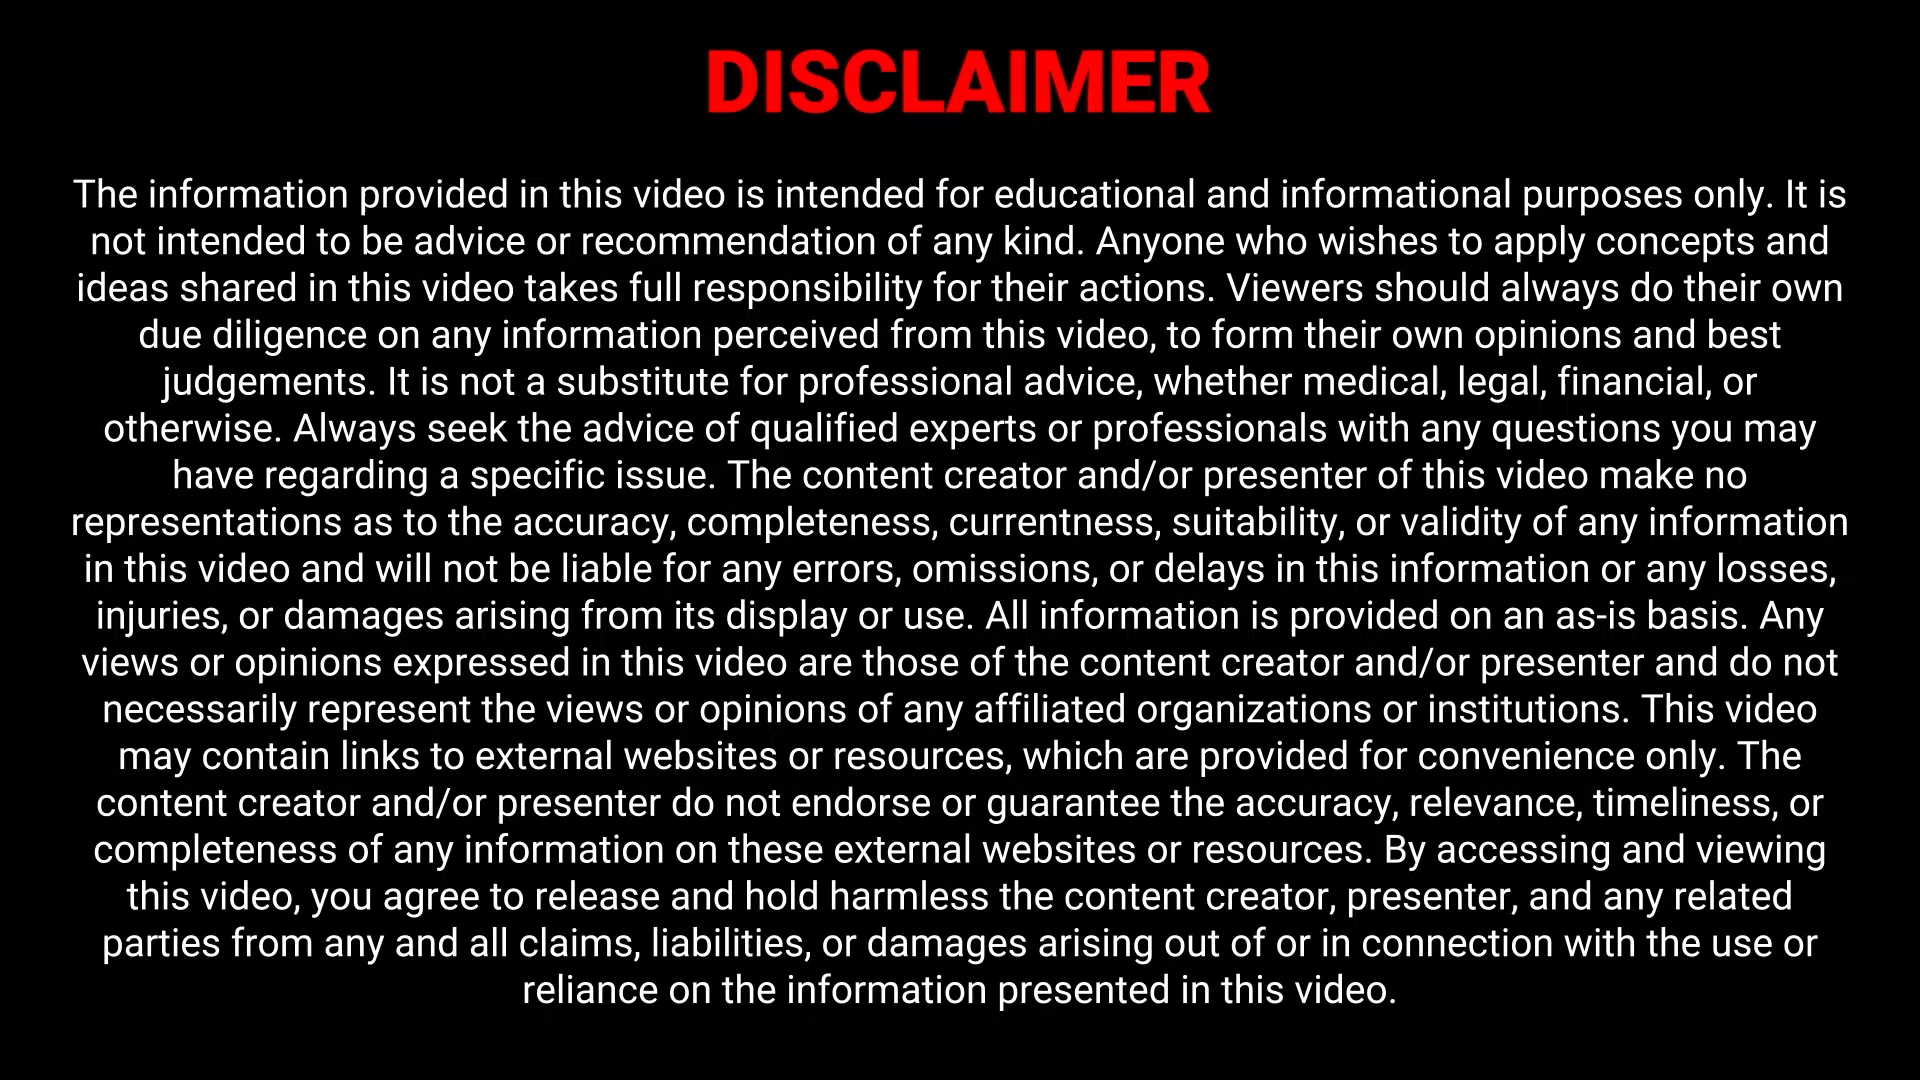 DISCLAIMER
The information provided in this video is intended for educational and informational purposes only. It is
not intended to be advice or recommendation of any kind. Anyone who wishes to apply concepts and
ideas shared in this video takes full responsibility for their actions. Viewers should always do their own
due diligence on any information perceived from this video, to form their own opinions and best
judgements. It is not a substitute for professional advice, whether medical, legal, financial, or
otherwise. Always seek the advice of qualified experts or professionals with any questions you may
have regarding a specific issue. The content creator and/or presenter of this video make no
representations as to the accuracy, completeness, currentness, suitability, or validity of any information
in this video and will not be liable for any errors, omissions, or delays in this information or any losses,
injuries, or damages arising from its display or use. All information is provided on an as-is basis. Any
views or opinions expressed in this video are those of the content creator and/or presenter and do not
necessarily represent the views or opinions of any affiliated organizations or institutions. This video
may contain links to external websites or resources, which are provided for convenience only. The
content creator and/or presenter do not endorse or guarantee the accuracy, relevance, timeliness, or
completeness of any information on these external websites or resources. By accessing and viewing
this video, you agree to release and hold harmless the content creator, presenter, and any related
parties from any and all claims, liabilities, or damages arising out of or in connection with the use or
reliance on the information presented in this video.